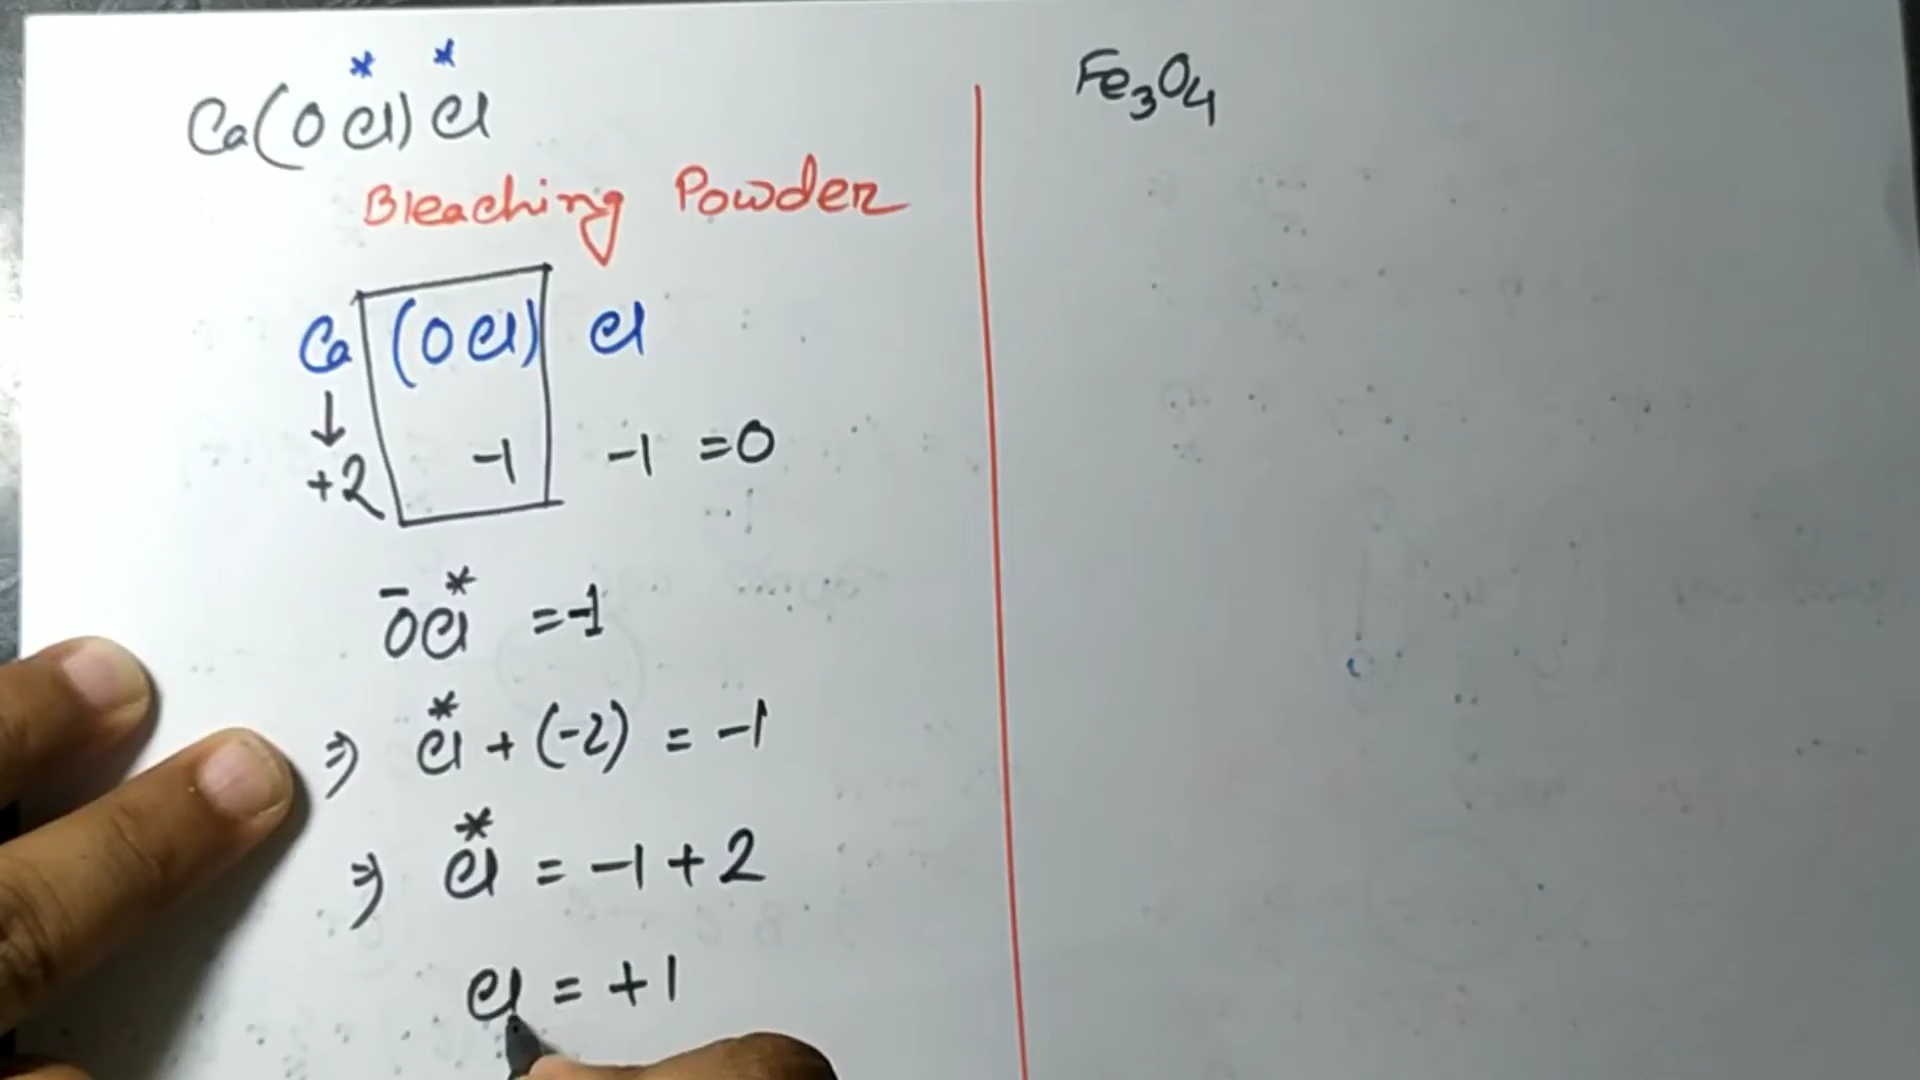 Ca(OCl)Cl
* *
Bleaching Powder
Ca (OCl) Cl
↓
+2 -1 -1 =0
*
ŌCl =-1
*
⇒ Cl + (-2) = -1
*
⇒ Cl = -1+2
Cl = +1
Fe₃O₄